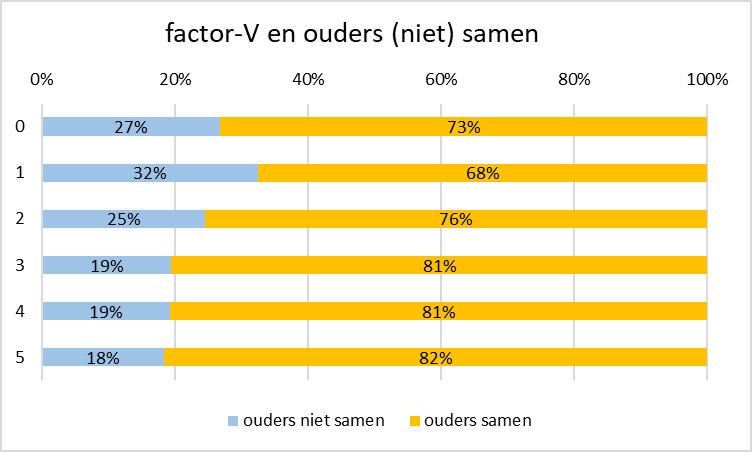 factor-V en ouders (niet) samen
0% 20% 40% 60% 80% 100%
0 27% 73%
1 32% 68%
2 25% 76%
3 19% 81%
4 19% 81%
5 18% 82%
ouders niet samen ouders samen